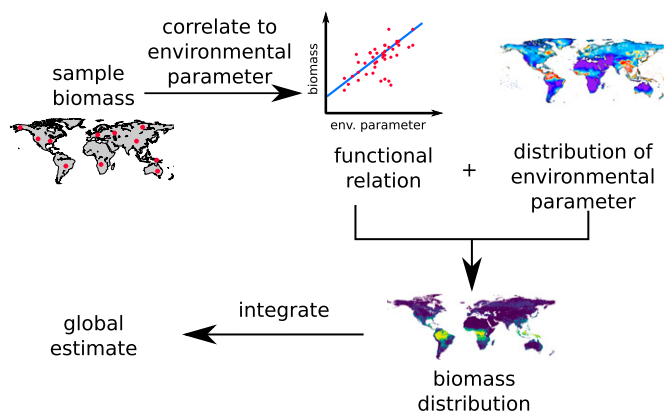 correlate to
environmental
parameter
sample
biomass
biomass
env. parameter
functional
relation
+
distribution of
environmental
parameter
integrate
global
estimate
biomass
distribution